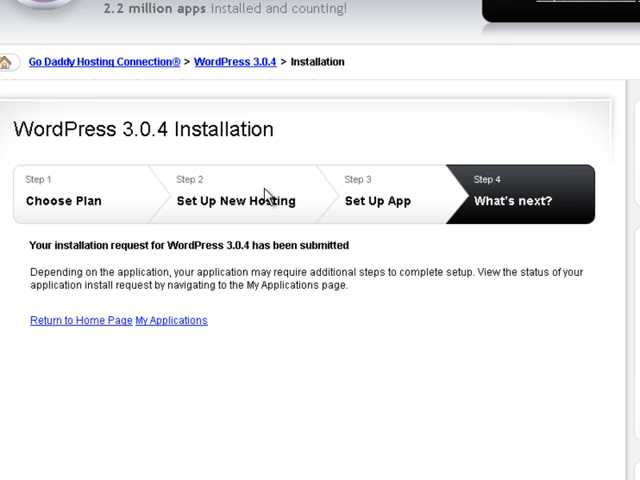 2.2 million apps installed and counting!
Go Daddy Hosting Connection® > WordPress 3.0.4 > Installation
WordPress 3.0.4 Installation
Step 1
Choose Plan
Step 2
Set Up New Hosting
Step 3
Set Up App
Step 4
What's next?
Your installation request for WordPress 3.0.4 has been submitted
Depending on the application, your application may require additional steps to complete setup. View the status of your
application install request by navigating to the My Applications page.
Return to Home Page My Applications